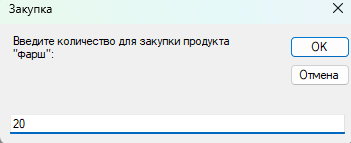 Закупка
Введите количество для закупки продукта
"фарш":
OK
Отмена
20